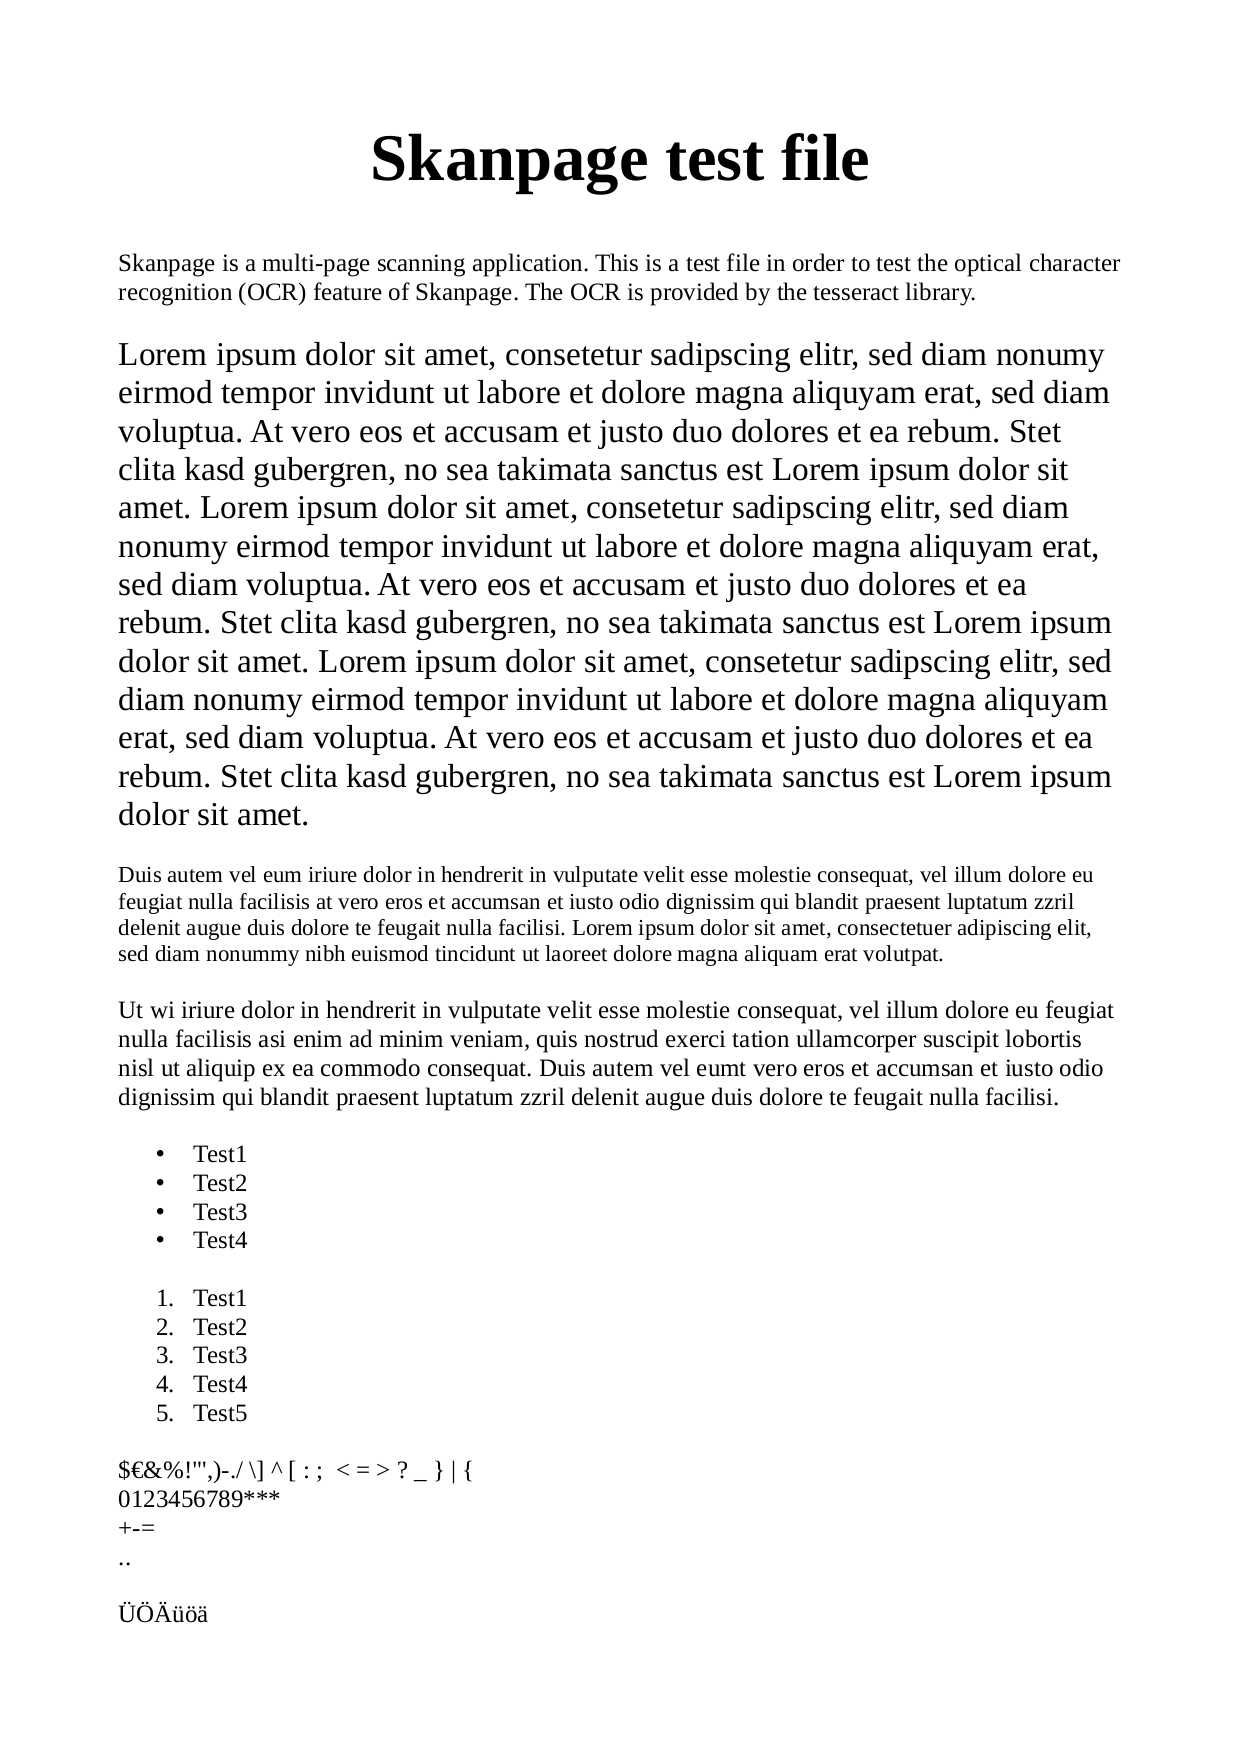 Skanpage test file
Skanpage is a multi-page scanning application. This is a test file in order to test the optical character
recognition (OCR) feature of Skanpage. The OCR is provided by the tesseract library.
Lorem ipsum dolor sit amet, consetetur sadipscing elitr, sed diam nonumy
eirmod tempor invidunt ut labore et dolore magna aliquyam erat, sed diam
voluptua. At vero eos et accusam et justo duo dolores et ea rebum. Stet
clita kasd gubergren, no sea takimata sanctus est Lorem ipsum dolor sit
amet. Lorem ipsum dolor sit amet, consetetur sadipscing elitr, sed diam
nonumy eirmod tempor invidunt ut labore et dolore magna aliquyam erat,
sed diam voluptua. At vero eos et accusam et justo duo dolores et ea
rebum. Stet clita kasd gubergren, no sea takimata sanctus est Lorem ipsum
dolor sit amet. Lorem ipsum dolor sit amet, consetetur sadipscing elitr, sed
diam nonumy eirmod tempor invidunt ut labore et dolore magna aliquyam
erat, sed diam voluptua. At vero eos et accusam et justo duo dolores et ea
rebum. Stet clita kasd gubergren, no sea takimata sanctus est Lorem ipsum
dolor sit amet.
Duis autem vel eum iriure dolor in hendrerit in vulputate velit esse molestie consequat, vel illum dolore eu
feugiat nulla facilisis at vero eros et accumsan et iusto odio dignissim qui blandit praesent luptatum zzril
delenit augue duis dolore te feugait nulla facilisi. Lorem ipsum dolor sit amet, consectetuer adipiscing elit,
sed diam nonummy nibh euismod tincidunt ut laoreet dolore magna aliquam erat volutpat.
Ut wi iriure dolor in hendrerit in vulputate velit esse molestie consequat, vel illum dolore eu feugiat
nulla facilisis asi enim ad minim veniam, quis nostrud exerci tation ullamcorper suscipit lobortis
nisl ut aliquip ex ea commodo consequat. Duis autem vel eumt vero eros et accumsan et iusto odio
dignissim qui blandit praesent luptatum zzril delenit augue duis dolore te feugait nulla facilisi.
• Test1
• Test2
• Test3
• Test4
1. Test1
2. Test2
3. Test3
4. Test4
5. Test5
$€&%!'",)-./ \] ^ [ : ;  < = > ? _ } | {
0123456789***
+-=
..
ÜÖÄüöä